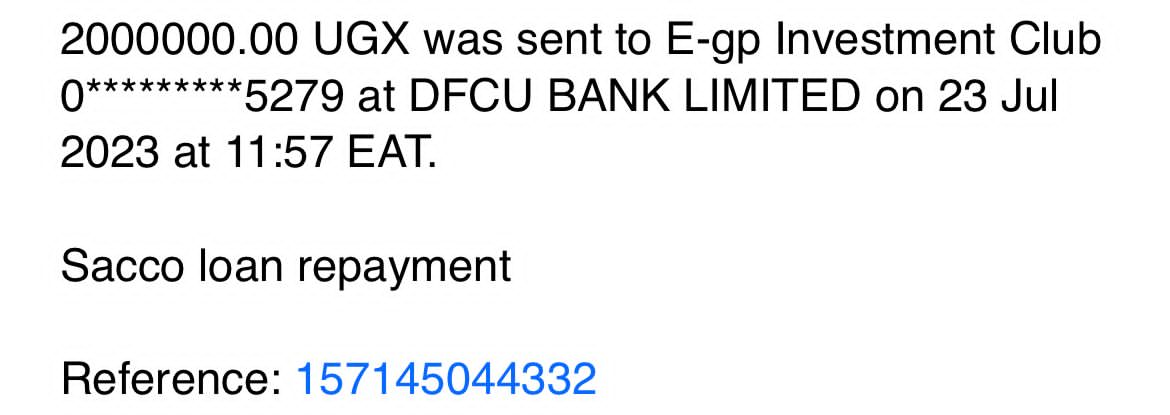 2000000.00 UGX was sent to E-gp Investment Club
0*********5279 at DFCU BANK LIMITED on 23 Jul
2023 at 11:57 EAT.
Sacco loan repayment
Reference: 157145044332